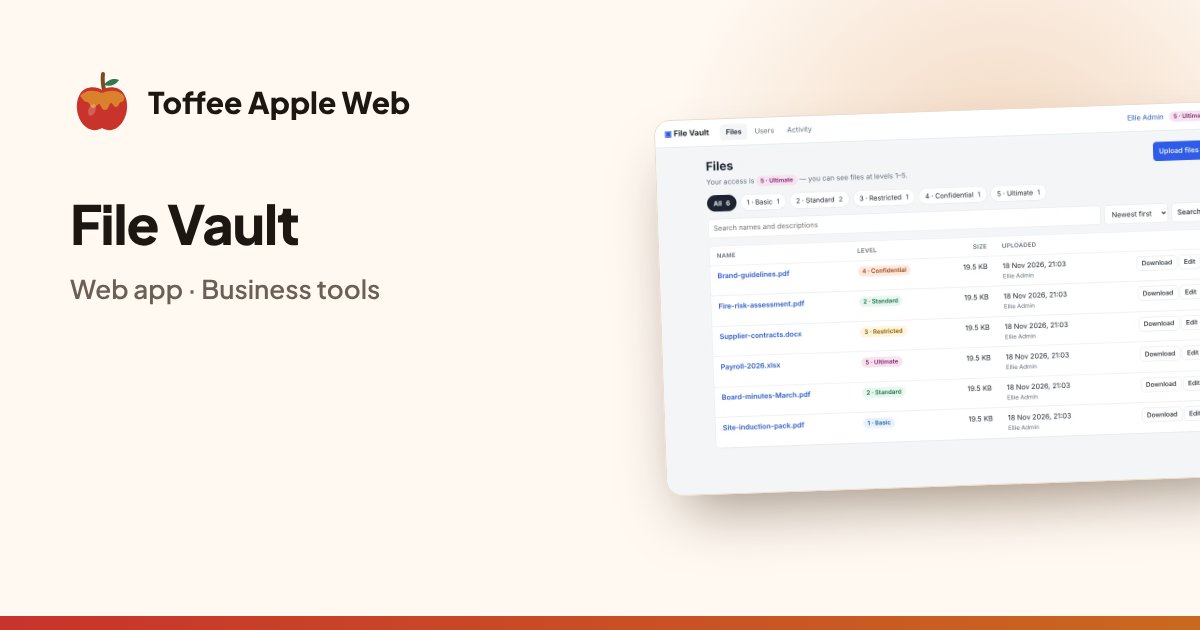 Toffee Apple Web
File Vault
Web app · Business tools
File Vault Files Users Activity Ellie Admin
Files
Upload files
Your access is 5 · Ultimate — you can see files at levels 1–5.
All 6 1 · Basic 1 2 · Standard 2 3 · Restricted 1 4 · Confidential 1 5 · Ultimate 1
Search names and descriptions Newest first Search
NAME LEVEL SIZE UPLOADED
Brand-guidelines.pdf 4 · Confidential 19.5 KB 18 Nov 2026, 21:03 Download Edit
Ellie Admin
Fire-risk-assessment.pdf 2 · Standard 19.5 KB 18 Nov 2026, 21:03 Download Edit
Ellie Admin
Supplier-contracts.docx 3 · Restricted 19.5 KB 18 Nov 2026, 21:03 Download Edit
Ellie Admin
Payroll-2026.xlsx 5 · Ultimate 19.5 KB 18 Nov 2026, 21:03 Download Edit
Ellie Admin
Board-minutes-March.pdf 2 · Standard 19.5 KB 18 Nov 2026, 21:03 Download Edit
Ellie Admin
Site-induction-pack.pdf 1 · Basic 19.5 KB 18 Nov 2026, 21:03 Download Edit
Ellie Admin